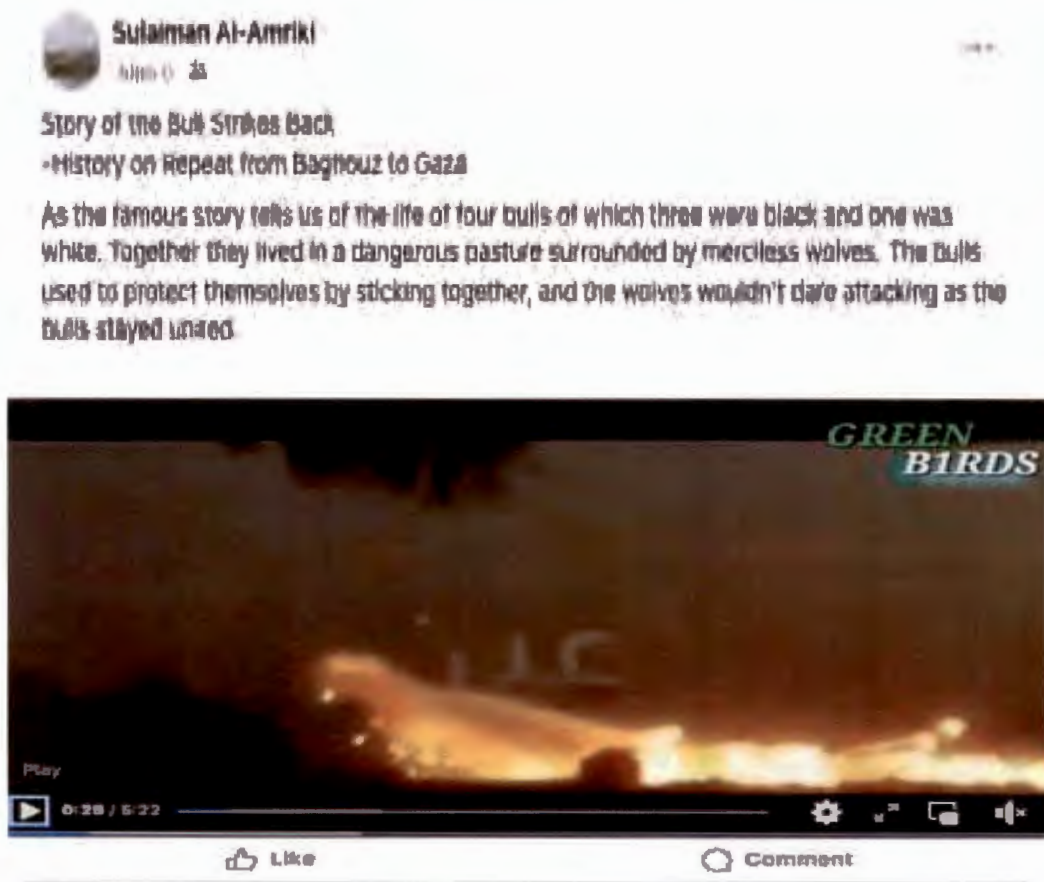 Sulaiman Al-Amriki
Story of the Bull Strikes Back
-History on Repeat from Baghouz to Gaza
As the famous story tells us of the life of four bulls of which three were black and one was
white. Together they lived in a dangerous pasture surrounded by merciless wolves. The bulls
used to protect themselves by sticking together, and the wolves wouldn't dare attacking as the
bulls stayed
GREEN
B1RDS
Play
0:28 / 5:22
Like
Comment